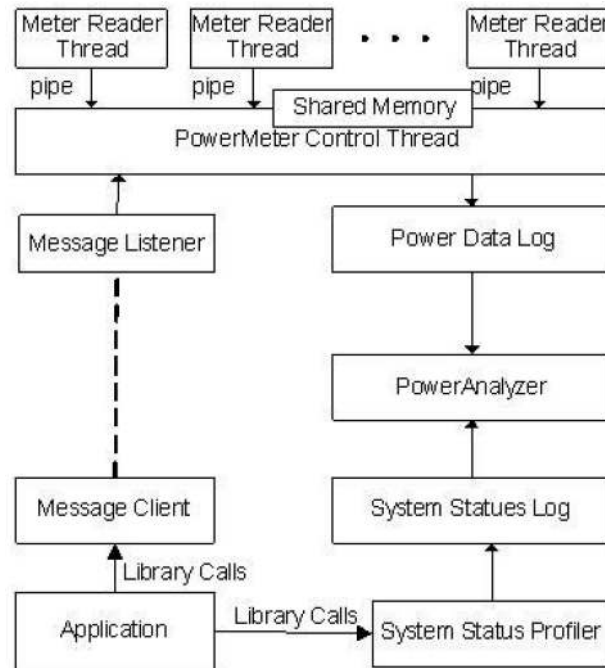 Meter Reader Thread
Meter Reader Thread
Meter Reader Thread
pipe
pipe
pipe
Shared Memory
PowerMeter Control Thread
Message Listener
Power Data Log
PowerAnalyzer
Message Client
System Statues Log
Library Calls
Application
Library Calls
System Status Profiler